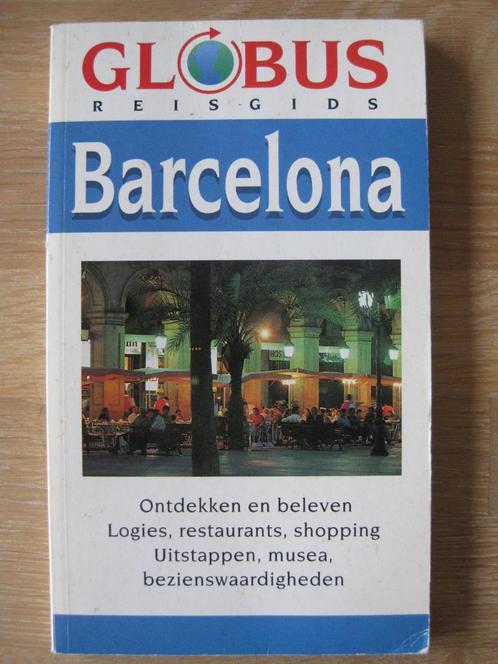 GLOBUS
REISGIDS
Barcelona
Ontdekken en beleven
Logies, restaurants, shopping
Uitstappen, musea,
bezienswaardigheden